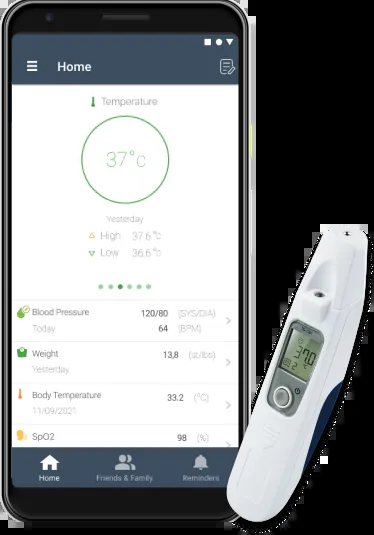 Home
Temperature
37°C
Yesterday
High 37.6 °C
Low 36.6 °C
Blood Pressure 120/80 (SYS/DIA)
Today 64 (BPM)
Weight 13,8 (st/lbs)
Yesterday
Body Temperature 33.2 (°C)
11/09/2021
SpO2 98 (%)
Home Friends & Family Reminders
37.0